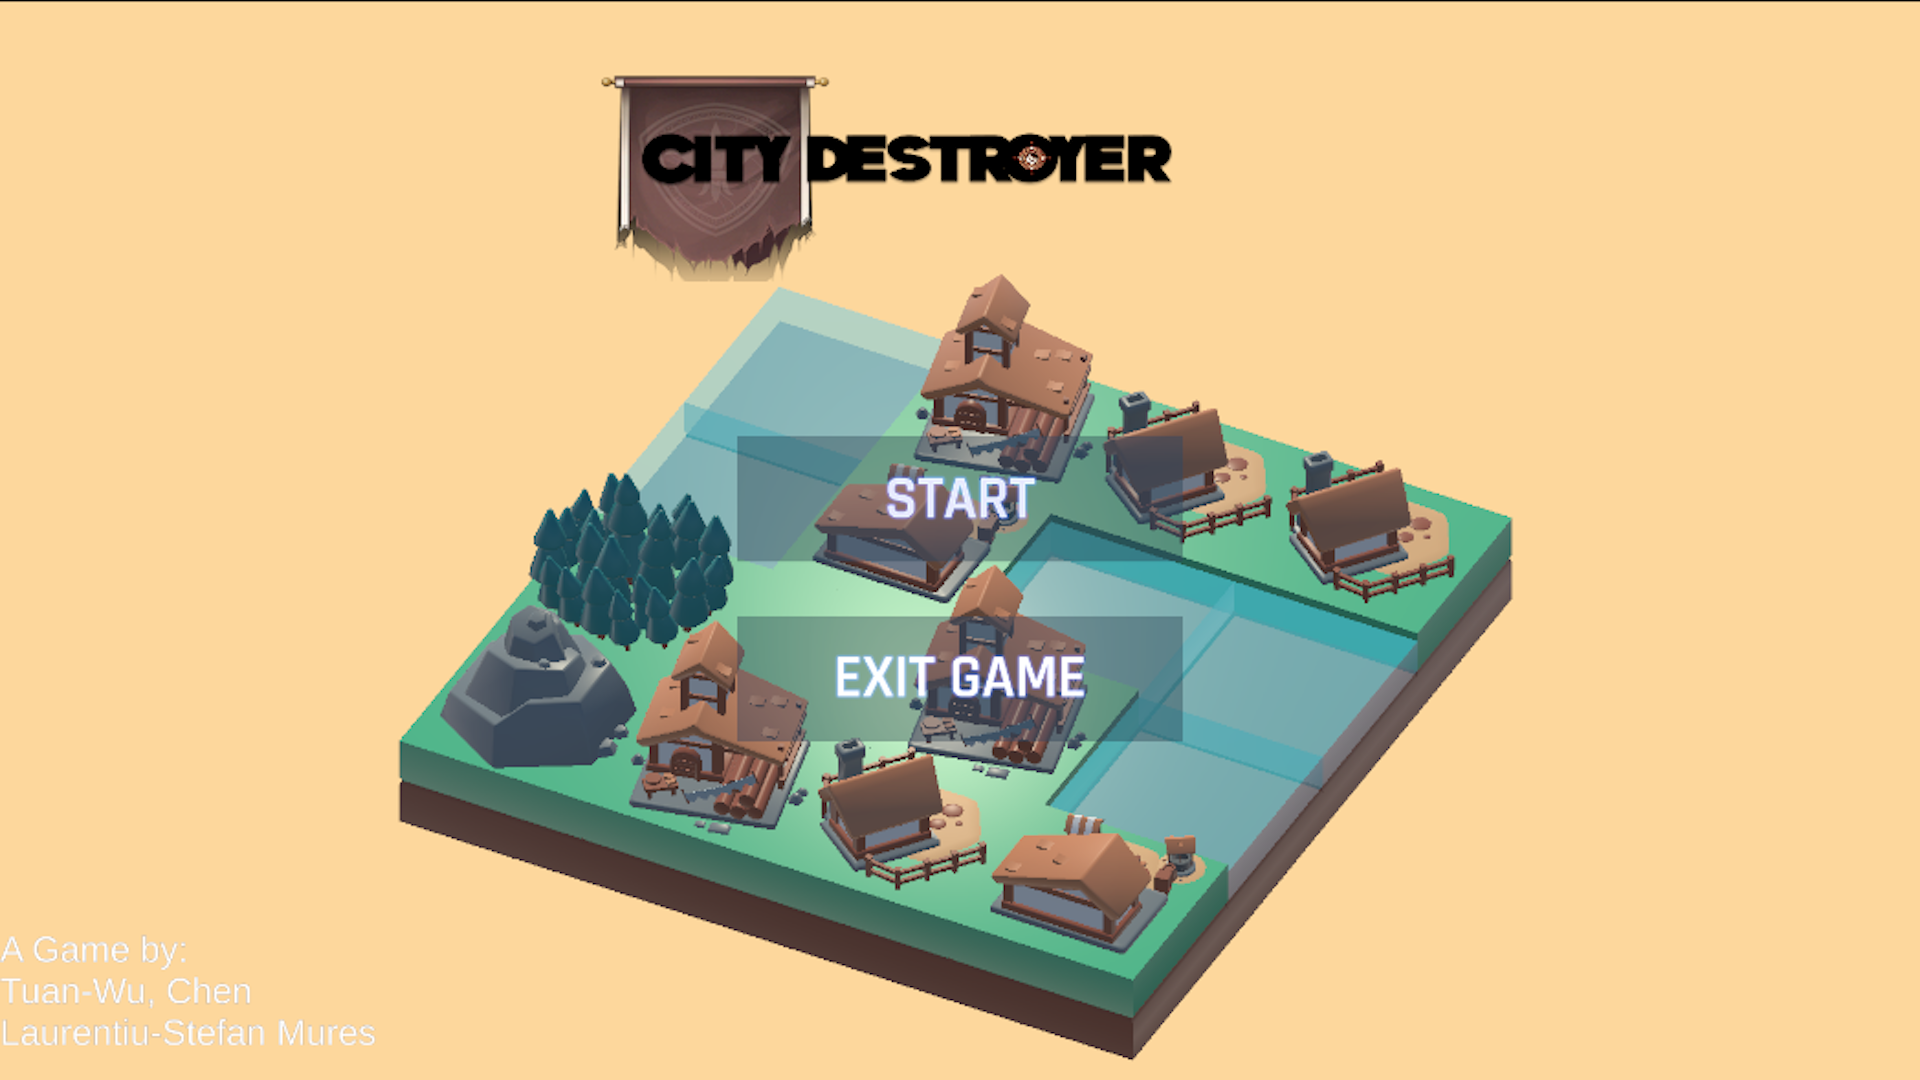 CITY DESTROYER
START
EXIT GAME
A Game by:
Tuan-Wu, Chen
Laurentiu-Stefan Mures